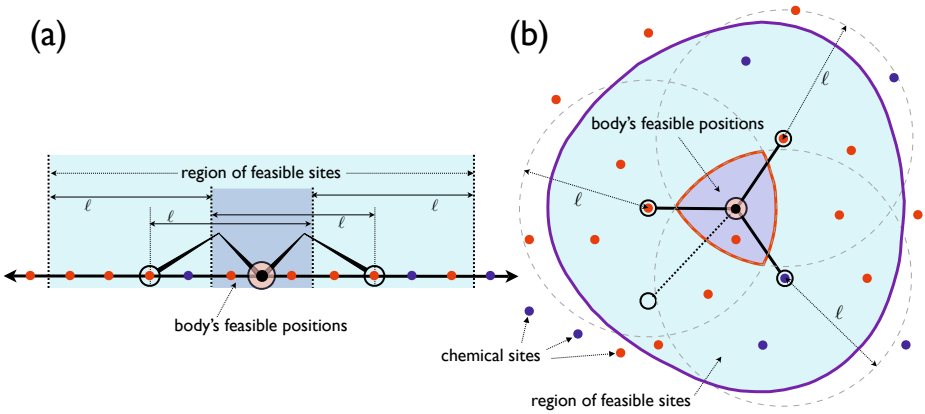 (a)
region of feasible sites
ℓ
ℓ
ℓ
ℓ
body's feasible positions
(b)
ℓ
body's feasible positions
ℓ
ℓ
chemical sites
region of feasible sites